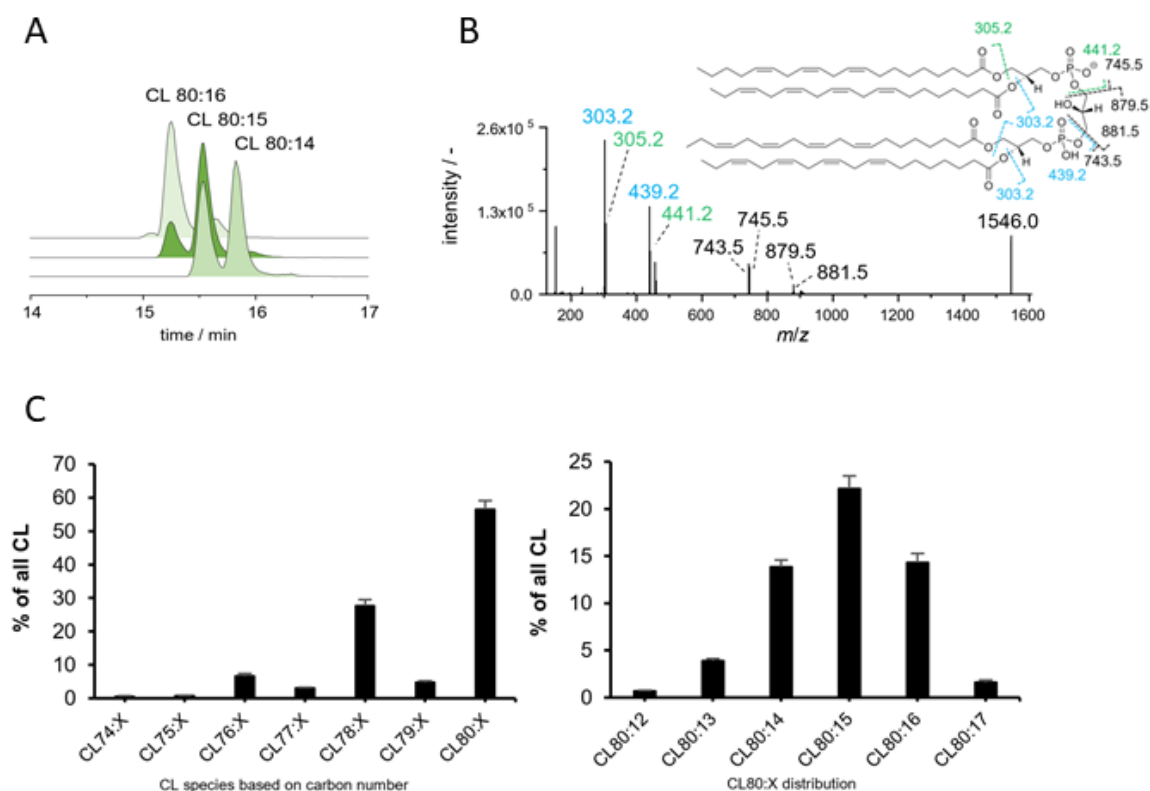 A
CL 80:16
CL 80:15
CL 80:14
14
15
16
17
time / min
B
2.6x10⁵
1.3x10⁵
0.0
intensity / -
303.2
305.2
439.2
441.2
743.5
745.5
879.5
881.5
1546.0
200
400
600
800
1000
1200
1400
1600
m/z
305.2
O
O
O
O
H
O
O
P
O
O
⊖
441.2
745.5
HO
H
879.5
303.2
881.5
743.5
O
O
O
O
H
O
O
P
O
OH
439.2
303.2
C
70
60
50
40
30
20
10
0
% of all CL
CL74:X
CL75:X
CL76:X
CL77:X
CL78:X
CL79:X
CL80:X
CL species based on carbon number
25
20
15
10
5
0
% of all CL
CL80:12
CL80:13
CL80:14
CL80:15
CL80:16
CL80:17
CL80:X distribution